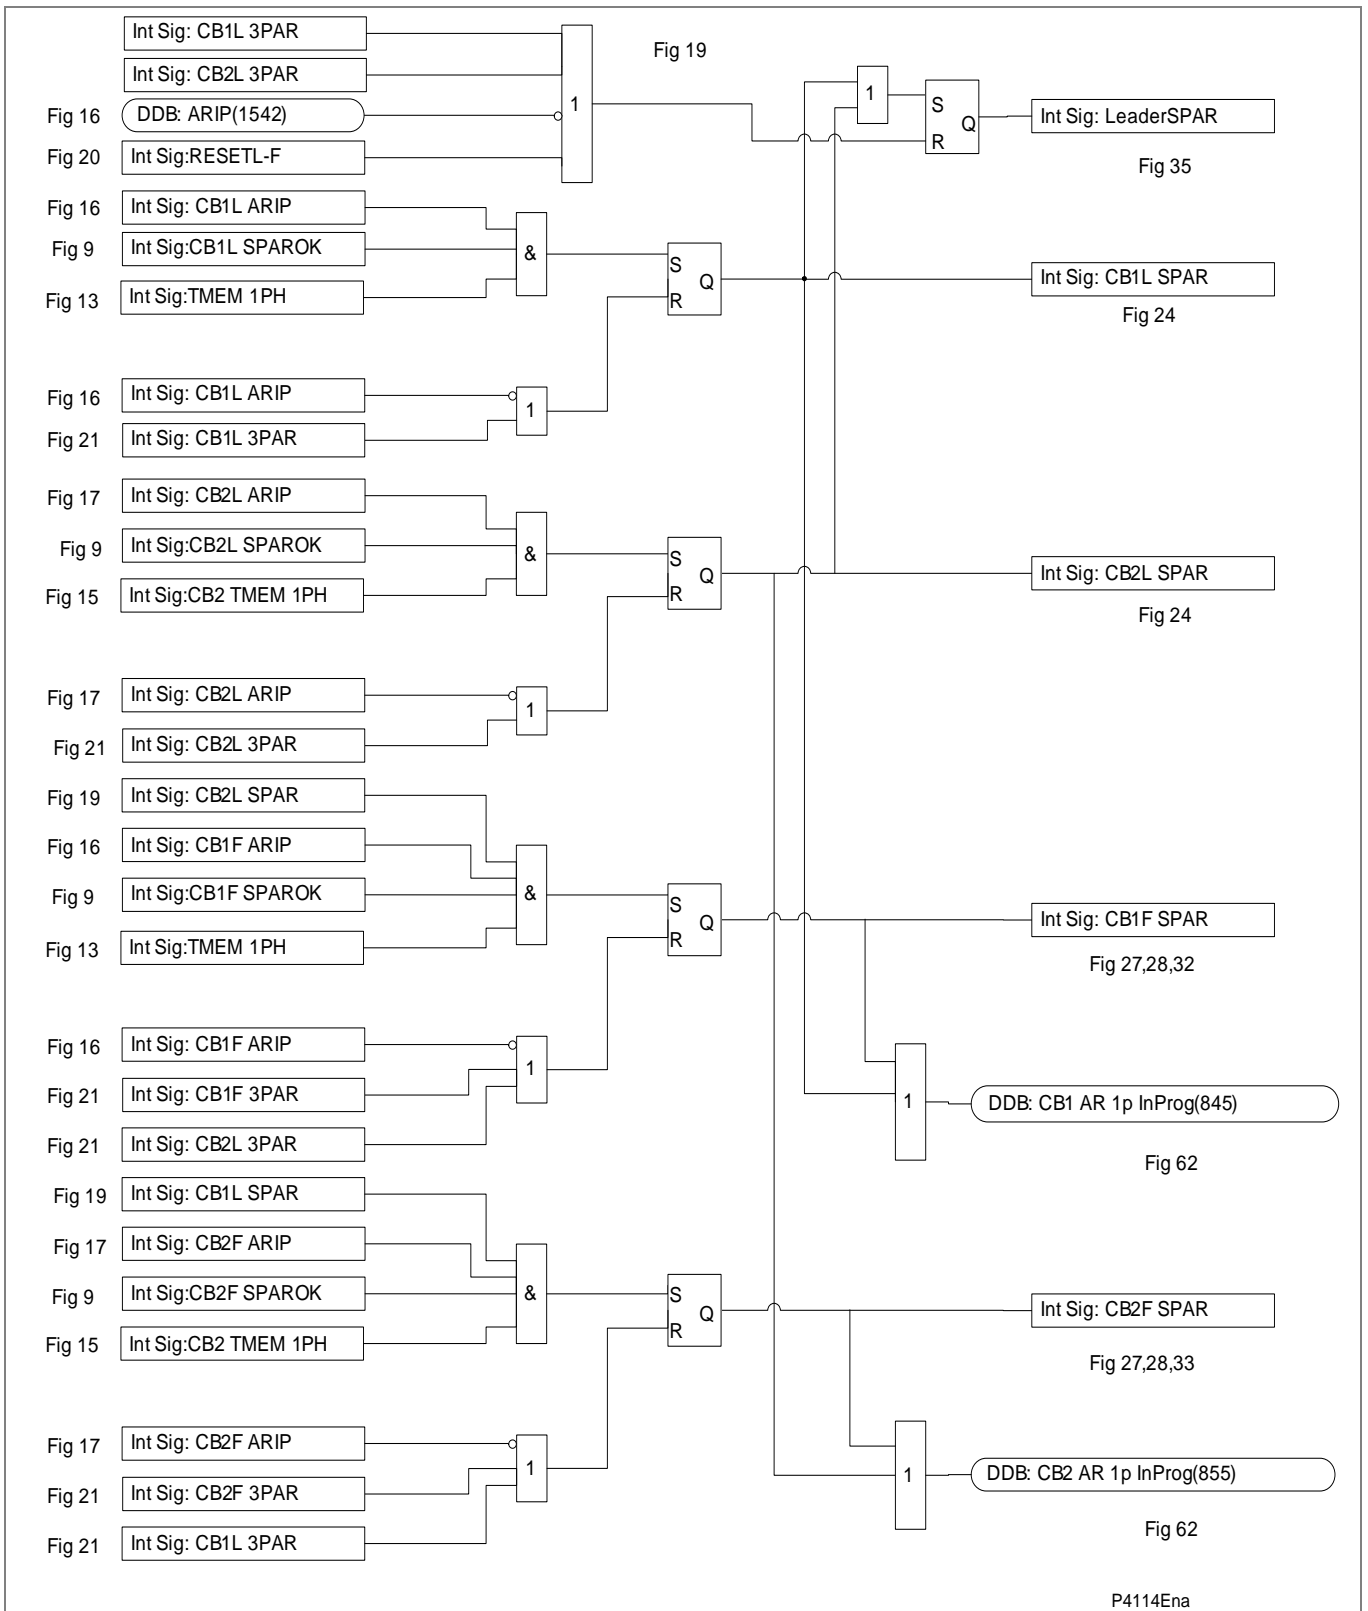 Int Sig: CB1L 3PAR
Fig 19
Int Sig: CB2L 3PAR
1
S
Q
R
Fig 16
DDB: ARIP(1542)
1
Int Sig: LeaderSPAR
Fig 20
Int Sig:RESETL-F
Fig 35
Fig 16
Int Sig: CB1L ARIP
Fig 9
Int Sig:CB1L SPAROK
&
S
Q
R
Int Sig: CB1L SPAR
Fig 13
Int Sig:TMEM 1PH
Fig 24
Fig 16
Int Sig: CB1L ARIP
1
Fig 21
Int Sig: CB1L 3PAR
Fig 17
Int Sig: CB2L ARIP
Fig 9
Int Sig:CB2L SPAROK
&
S
Q
R
Int Sig: CB2L SPAR
Fig 15
Int Sig:CB2 TMEM 1PH
Fig 24
Fig 17
Int Sig: CB2L ARIP
1
Fig 21
Int Sig: CB2L 3PAR
Fig 19
Int Sig: CB2L SPAR
Fig 16
Int Sig: CB1F ARIP
Fig 9
Int Sig:CB1F SPAROK
&
S
Q
R
Int Sig: CB1F SPAR
Fig 13
Int Sig:TMEM 1PH
Fig 27,28,32
Fig 16
Int Sig: CB1F ARIP
1
Fig 21
Int Sig: CB1F 3PAR
1
DDB: CB1 AR 1p InProg(845)
Fig 21
Int Sig: CB2L 3PAR
Fig 62
Fig 19
Int Sig: CB1L SPAR
Fig 17
Int Sig: CB2F ARIP
Fig 9
Int Sig:CB2F SPAROK
&
S
Q
R
Int Sig: CB2F SPAR
Fig 15
Int Sig:CB2 TMEM 1PH
Fig 27,28,33
Fig 17
Int Sig: CB2F ARIP
1
1
DDB: CB2 AR 1p InProg(855)
Fig 21
Int Sig: CB2F 3PAR
Fig 62
Fig 21
Int Sig: CB1L 3PAR
P4114Ena